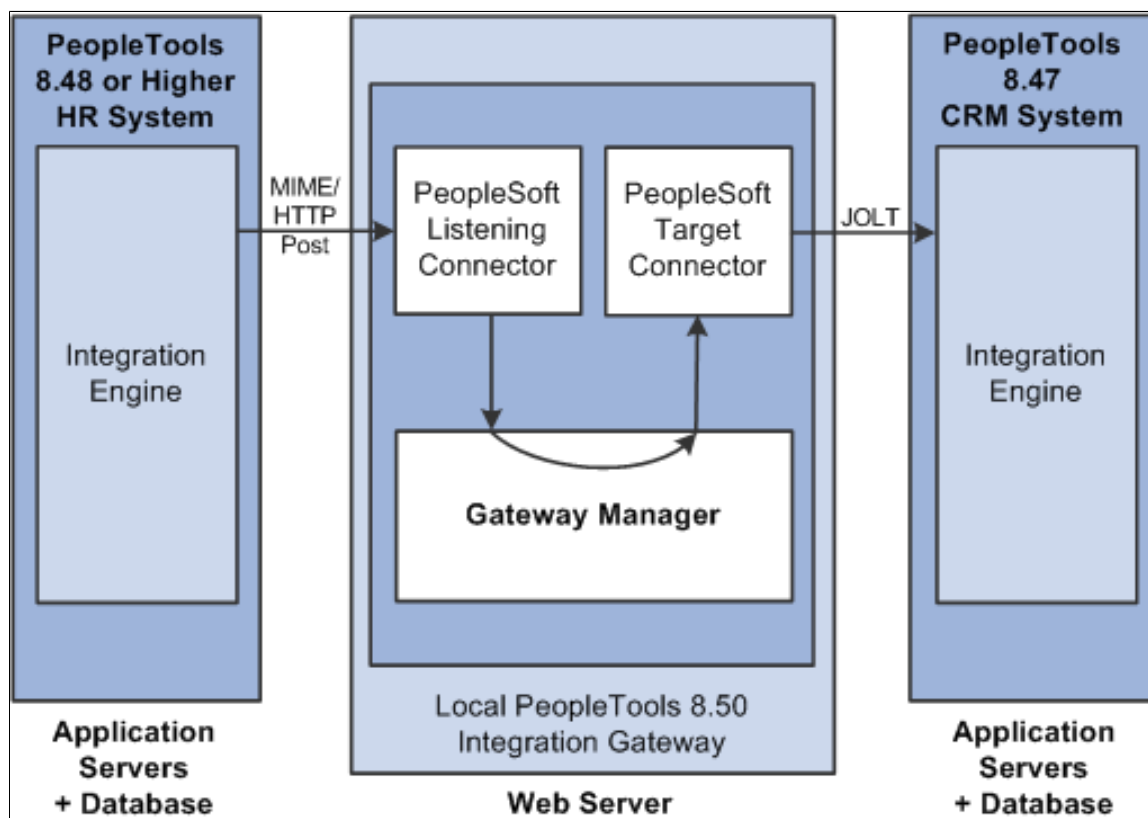 PeopleTools
8.48 or Higher
HR System
Integration
Engine
Application
Servers
+ Database
MIME/
HTTP
Post
PeopleSoft
Listening
Connector
PeopleSoft
Target
Connector
Gateway Manager
Local PeopleTools 8.50
Integration Gateway
Web Server
JOLT
PeopleTools
8.47
CRM System
Integration
Engine
Application
Servers
+ Database